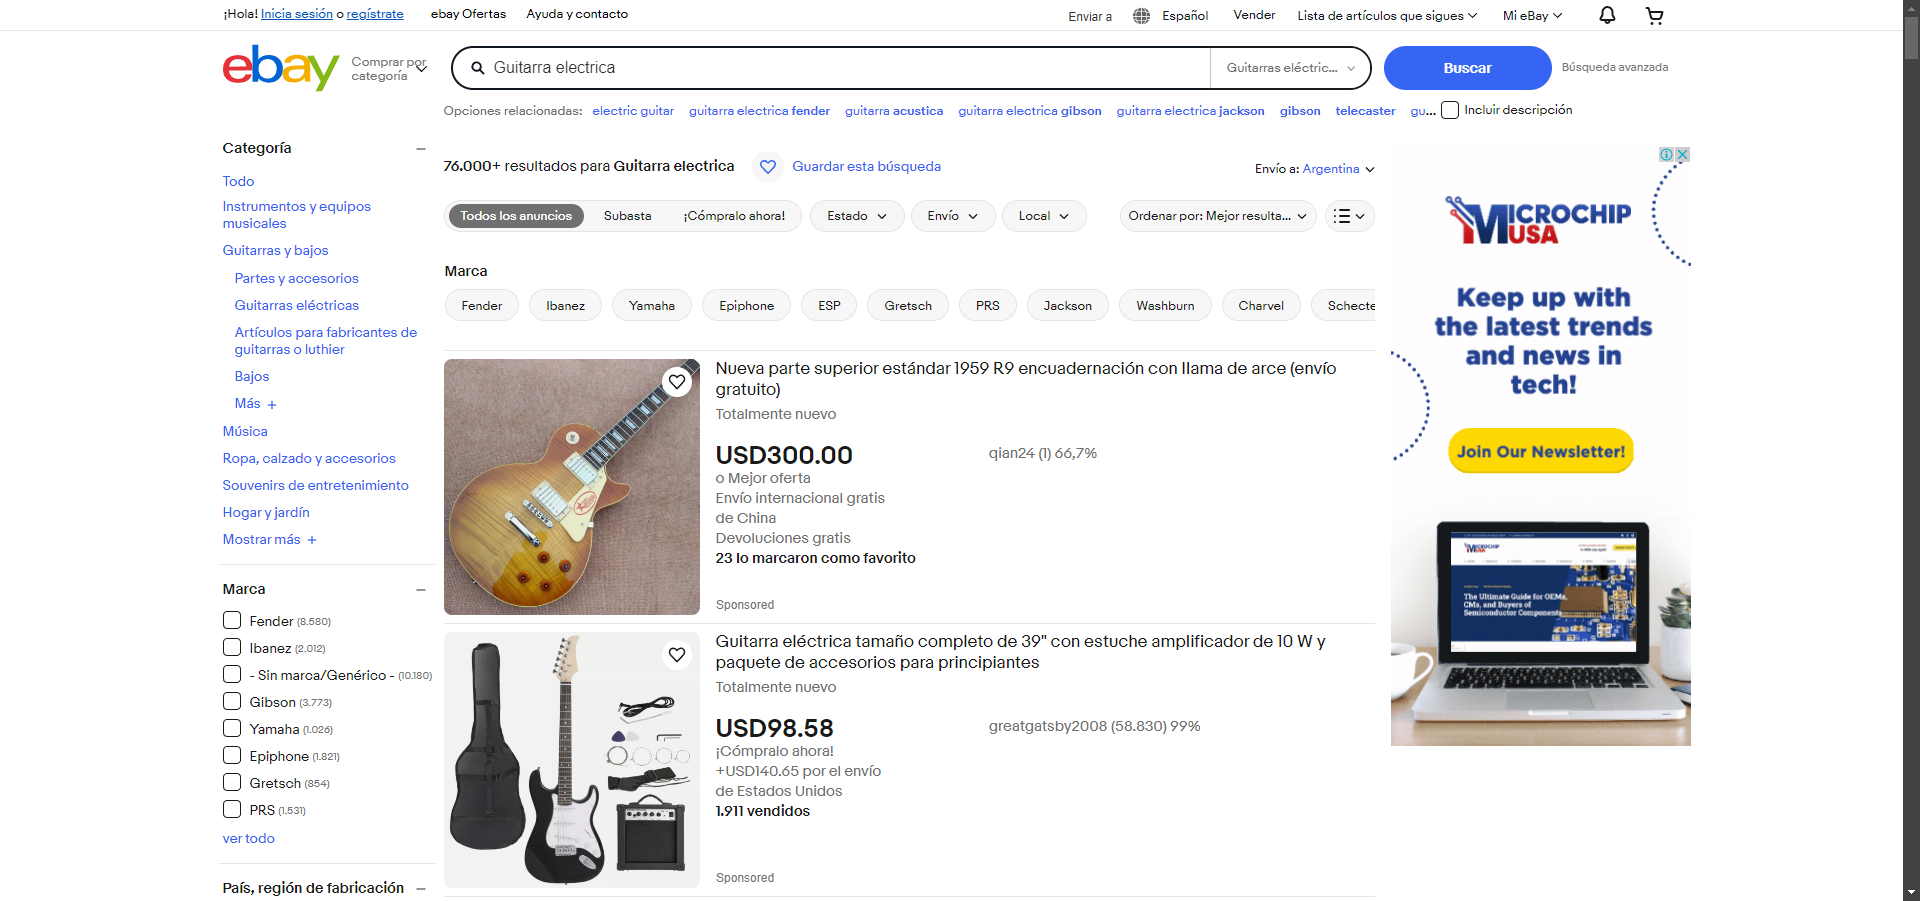 ¡Hola! Inicia sesión o regístrate
ebay Ofertas
Ayuda y contacto
Enviar a
Español
Vender
Lista de artículos que sigues
Mi eBay
ebay
Comprar por
categoría
Guitarra electrica
Guitarras eléctric...
Buscar
Búsqueda avanzada
Opciones relacionadas:
electric guitar
guitarra electrica fender
guitarra acustica
guitarra electrica gibson
guitarra electrica jackson
gibson
telecaster
gu...
Incluir descripción
Categoría
Todo
Instrumentos y equipos
musicales
Guitarras y bajos
Partes y accesorios
Guitarras eléctricas
Artículos para fabricantes de
guitarras o luthier
Bajos
Más +
Música
Ropa, calzado y accesorios
Souvenirs de entretenimiento
Hogar y jardín
Mostrar más +
Marca
Fender (8.580)
Ibanez (2.012)
- Sin marca/Genérico - (10.180)
Gibson (3.773)
Yamaha (1.026)
Epiphone (1.821)
Gretsch (854)
PRS (1.531)
ver todo
País, región de fabricación
76.000+ resultados para Guitarra electrica
Guardar esta búsqueda
Envío a: Argentina
Todos los anuncios
Subasta
¡Cómpralo ahora!
Estado
Envío
Local
Ordenar por: Mejor resulta...
Marca
Fender
Ibanez
Yamaha
Epiphone
ESP
Gretsch
PRS
Jackson
Washburn
Charvel
Schecte
Nueva parte superior estándar 1959 R9 encuadernación con llama de arce (envío
gratuito)
Totalmente nuevo
USD300.00
qian24 (1) 66,7%
o Mejor oferta
Envío internacional gratis
de China
Devoluciones gratis
23 lo marcaron como favorito
Sponsored
Guitarra eléctrica tamaño completo de 39" con estuche amplificador de 10 W y
paquete de accesorios para principiantes
Totalmente nuevo
USD98.58
greatgatsby2008 (58.830) 99%
¡Cómpralo ahora!
+USD140.65 por el envío
de Estados Unidos
1.911 vendidos
Sponsored
MICROCHIP
USA
Keep up with
the latest trends
and news in
tech!
Join Our Newsletter!
MICROCHIP
USA
The Ultimate Guide for OEMs,
CMs, and Buyers of
Semiconductor Components